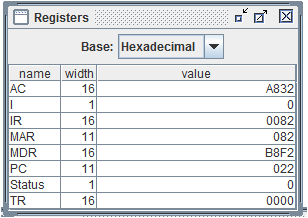 Registers
Base: Hexadecimal
name width value
AC 16 A832
I 1 0
IR 16 0082
MAR 11 082
MDR 16 B8F2
PC 11 022
Status 1 0
TR 16 0000